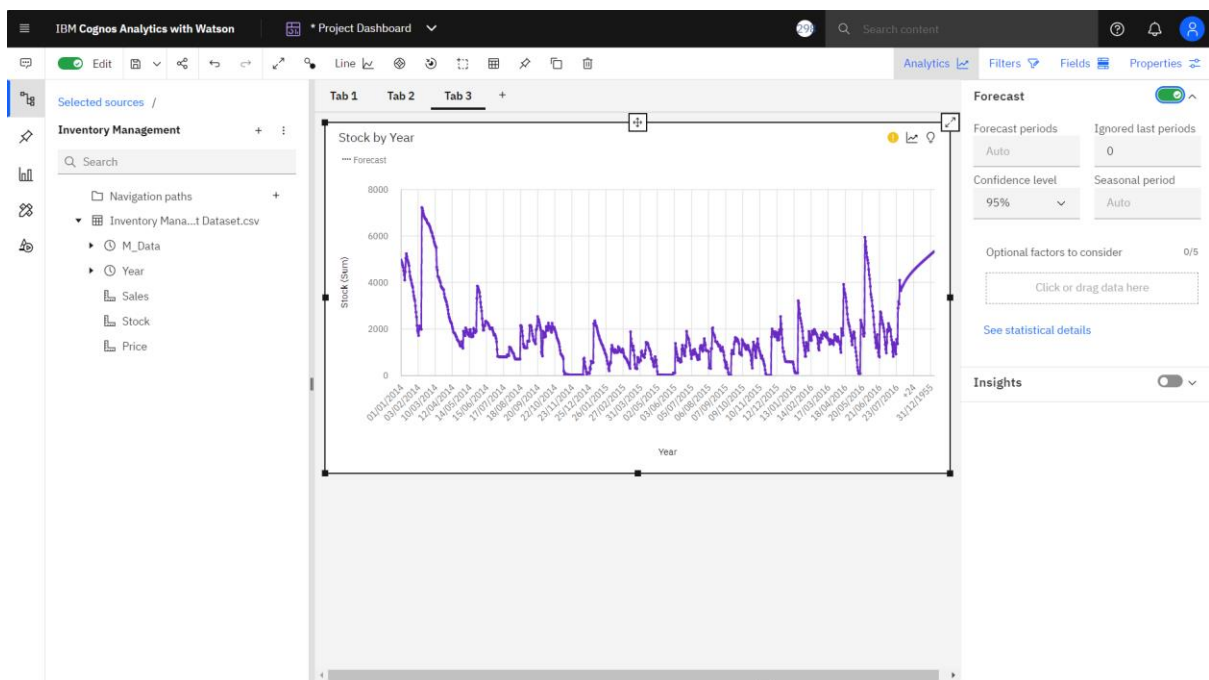 IBM Cognos Analytics with Watson
* Project Dashboard
Search content
Edit
Line
Analytics
Filters
Fields
Properties
Selected sources /
Inventory Management
Search
Navigation paths
Inventory Mana...t Dataset.csv
M_Data
Year
Sales
Stock
Price
Tab 1 Tab 2 Tab 3 +
Stock by Year
Forecast
8000
6000
4000
2000
0
Stock (Sum)
01/01/2014
03/02/2014
10/03/2014
12/04/2014
14/05/2014
15/06/2014
17/07/2014
18/08/2014
20/09/2014
22/10/2014
23/11/2014
25/12/2014
26/01/2015
27/02/2015
31/03/2015
02/05/2015
03/06/2015
05/07/2015
06/08/2015
07/09/2015
09/10/2015
10/11/2015
12/12/2015
13/01/2016
14/02/2016
17/03/2016
18/04/2016
20/05/2016
21/06/2016
23/07/2016
+24
31/12/1955
Year
Forecast
Forecast periods
Ignored last periods
Auto
0
Confidence level
Seasonal period
95%
Auto
Optional factors to consider 0/5
Click or drag data here
See statistical details
Insights